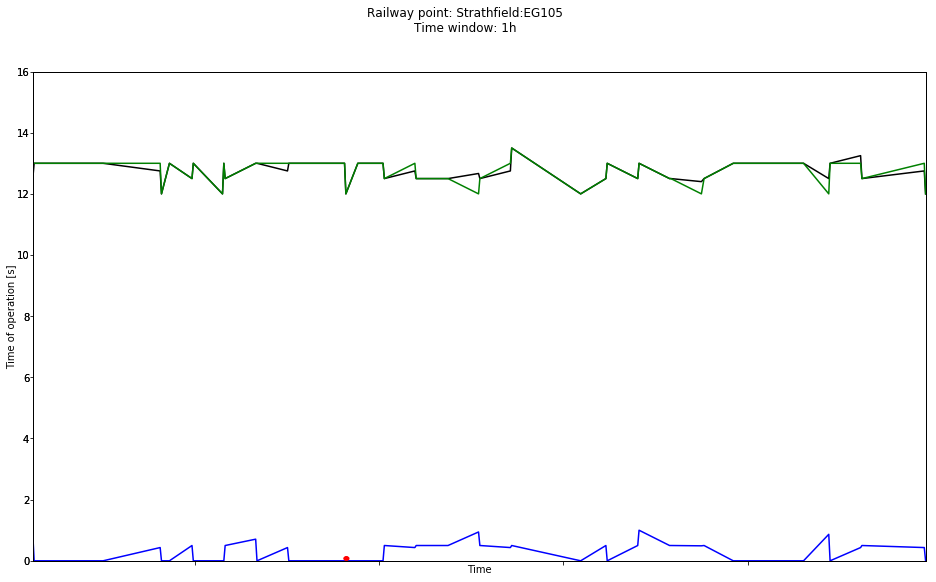 Railway point: Strathfield:EG105
Time window: 1h
16
14
12
10
8
6
4
2
0
Time of operation [s]
Time